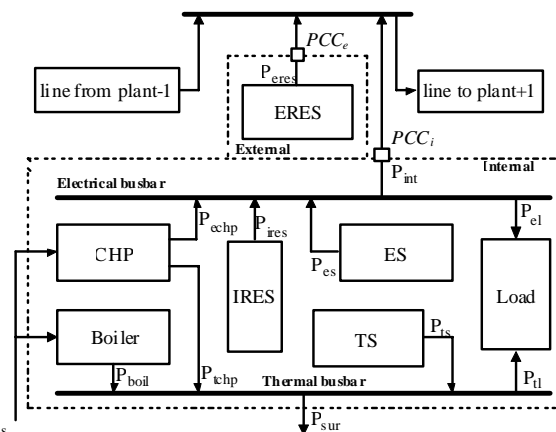 PCCe
line from plant-1
Peres
ERES
External
line to plant+1
PCCi
Internal
Pint
Electrical busbar
Pechp
Pires
Pel
CHP
IRES
Pes
ES
Load
Boiler
TS
Pts
Pboil
Ptchp
Ptl
Thermal busbar
s
Psur